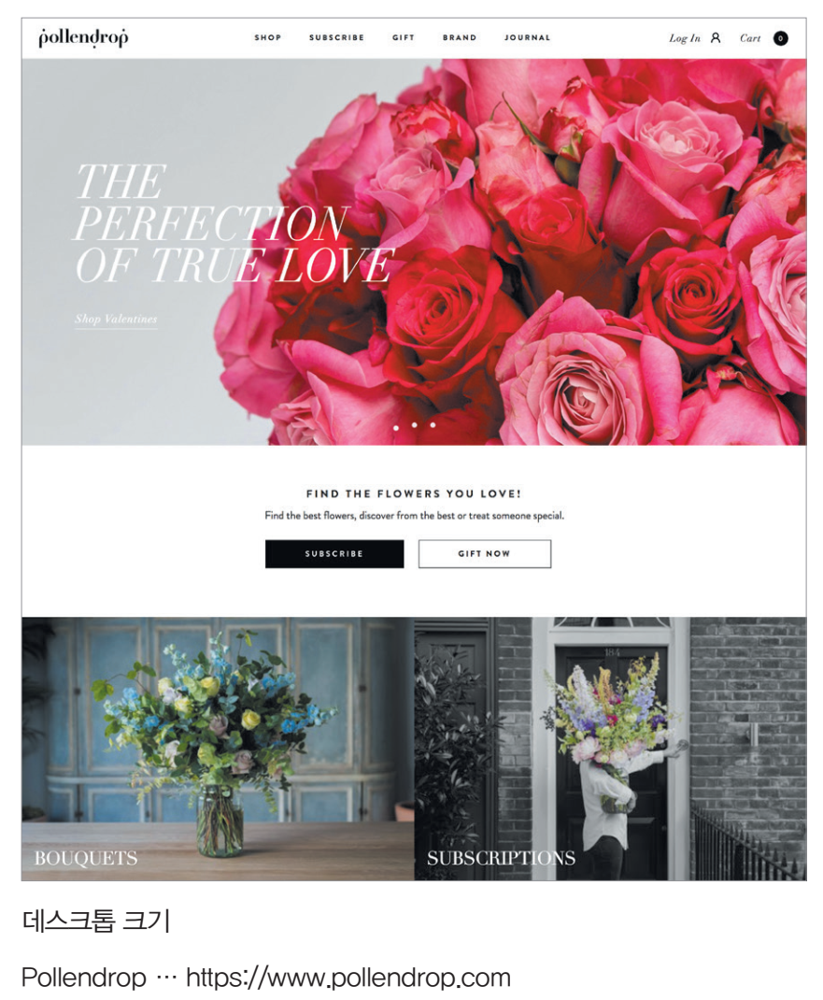 pollendrop
SHOP SUBSCRIBE GIFT BRAND JOURNAL
Log In Cart 0
THE
PERFECTION
OF TRUE LOVE
Shop Valentines
FIND THE FLOWERS YOU LOVE!
Find the best flowers, discover from the best or treat someone special.
SUBSCRIBE GIFT NOW
184
BOUQUETS SUBSCRIPTIONS
데스크톱 크기
Pollendrop … https://www.pollendrop.com